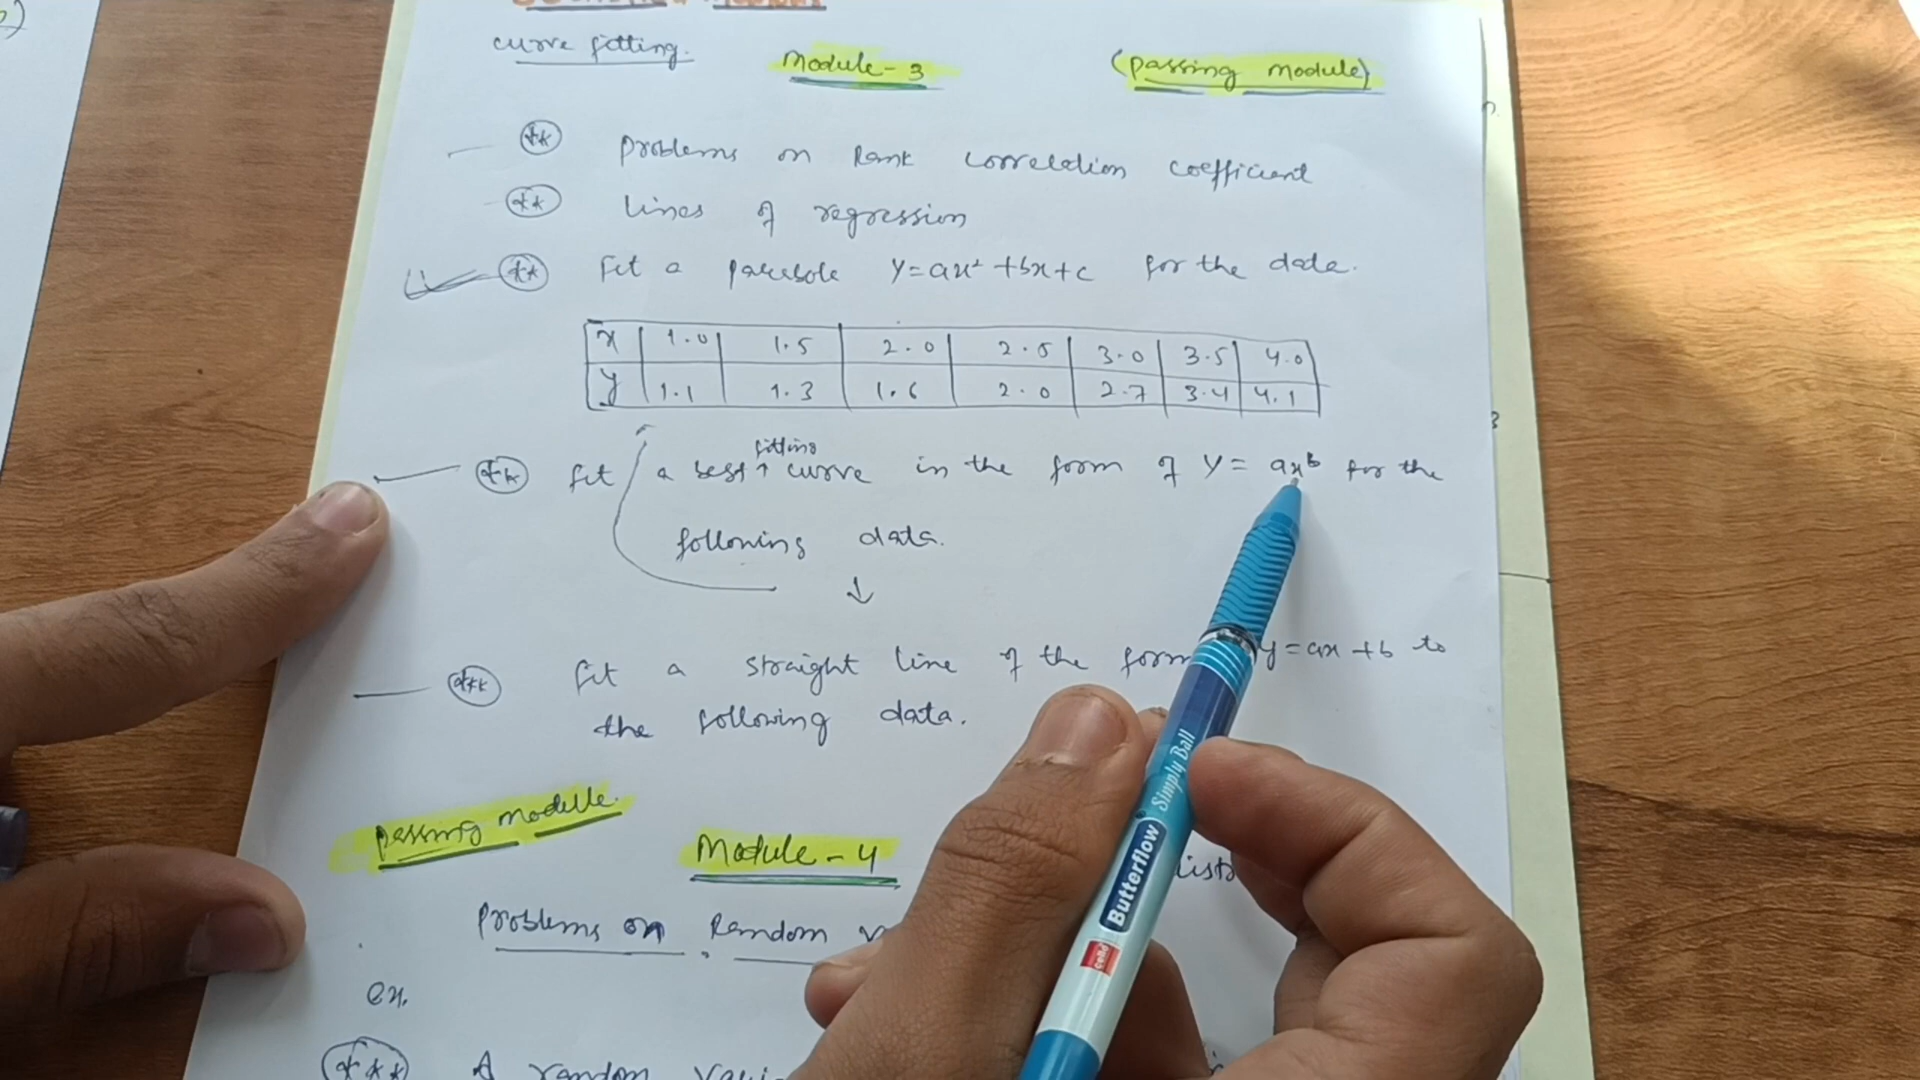 curve fitting.
Module-3
(passing module)
** problems on Rank correlation coefficient
** lines of regression
** Fit a parabola y=ax²+bx+c for the data.
x 1.0 1.5 2.0 2.5 3.0 3.5 4.0
y 1.1 1.3 1.6 2.0 2.7 3.4 4.1
** fit a best fitting curve in the form of y= ax^b for the
following data.
↓
*** fit a straight line of the form y=ax+b to
the following data.
passing module.
Module-4
problems on Random
ex.
*** A random
Butterflow Simply Ball
cello